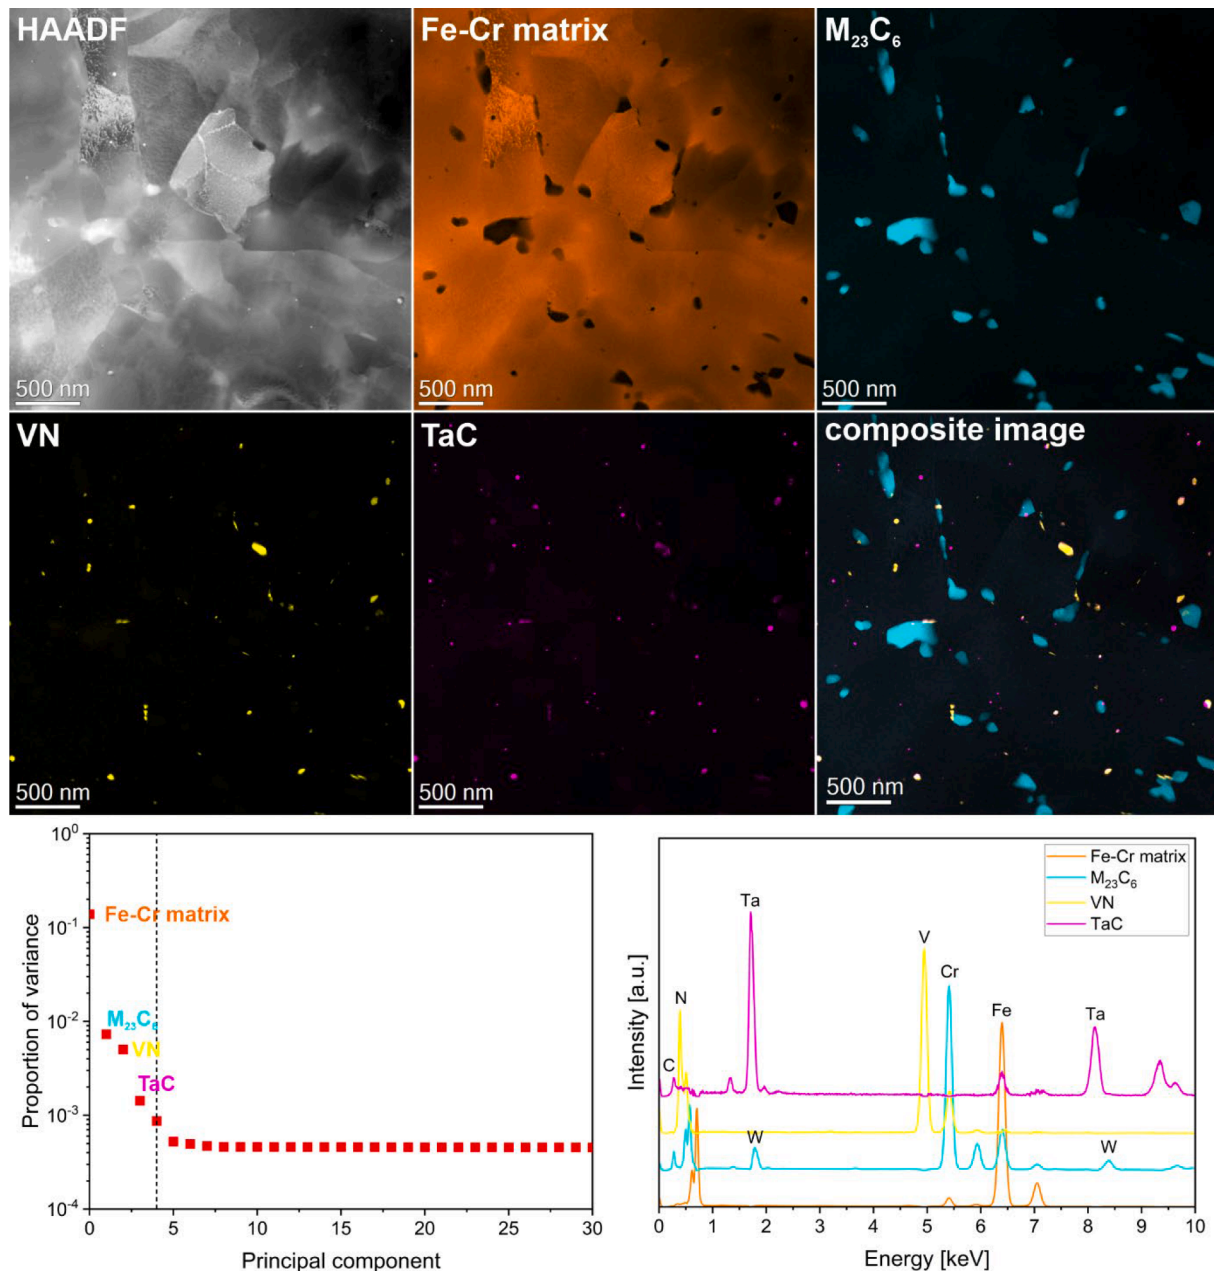 HAADF
Fe-Cr matrix
M₂₃C₆
500 nm
500 nm
500 nm
VN
TaC
composite image
500 nm
500 nm
500 nm
Proportion of variance
10⁰
10⁻¹
10⁻²
10⁻³
10⁻⁴
Fe-Cr matrix
M₂₃C₆
VN
TaC
0 5 10 15 20 25 30
Principal component
Intensity [a.u.]
Fe-Cr matrix
M₂₃C₆
VN
TaC
C
N
Ta
V
Cr
Fe
Ta
W
W
0 1 2 3 4 5 6 7 8 9 10
Energy [keV]